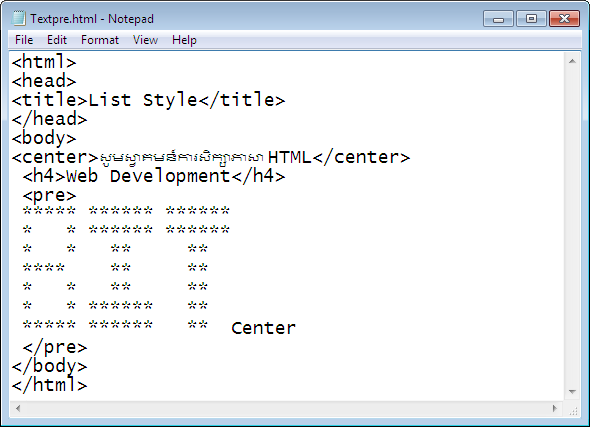 Textpre.html - Notepad
File Edit Format View Help
<html>
<head>
<title>List Style</title>
</head>
<body>
<center>សូមស្វាគមន៍ការសិក្សាភាសា HTML</center>
 <h4>Web Development</h4>
 <pre>
 ***** ****** ******
 *   * ****** ******
 *   *   **     **
 ****    **     **
 *   *   **     **
 *   * ******   **
 ***** ******   **  Center
 </pre>
</body>
</html>